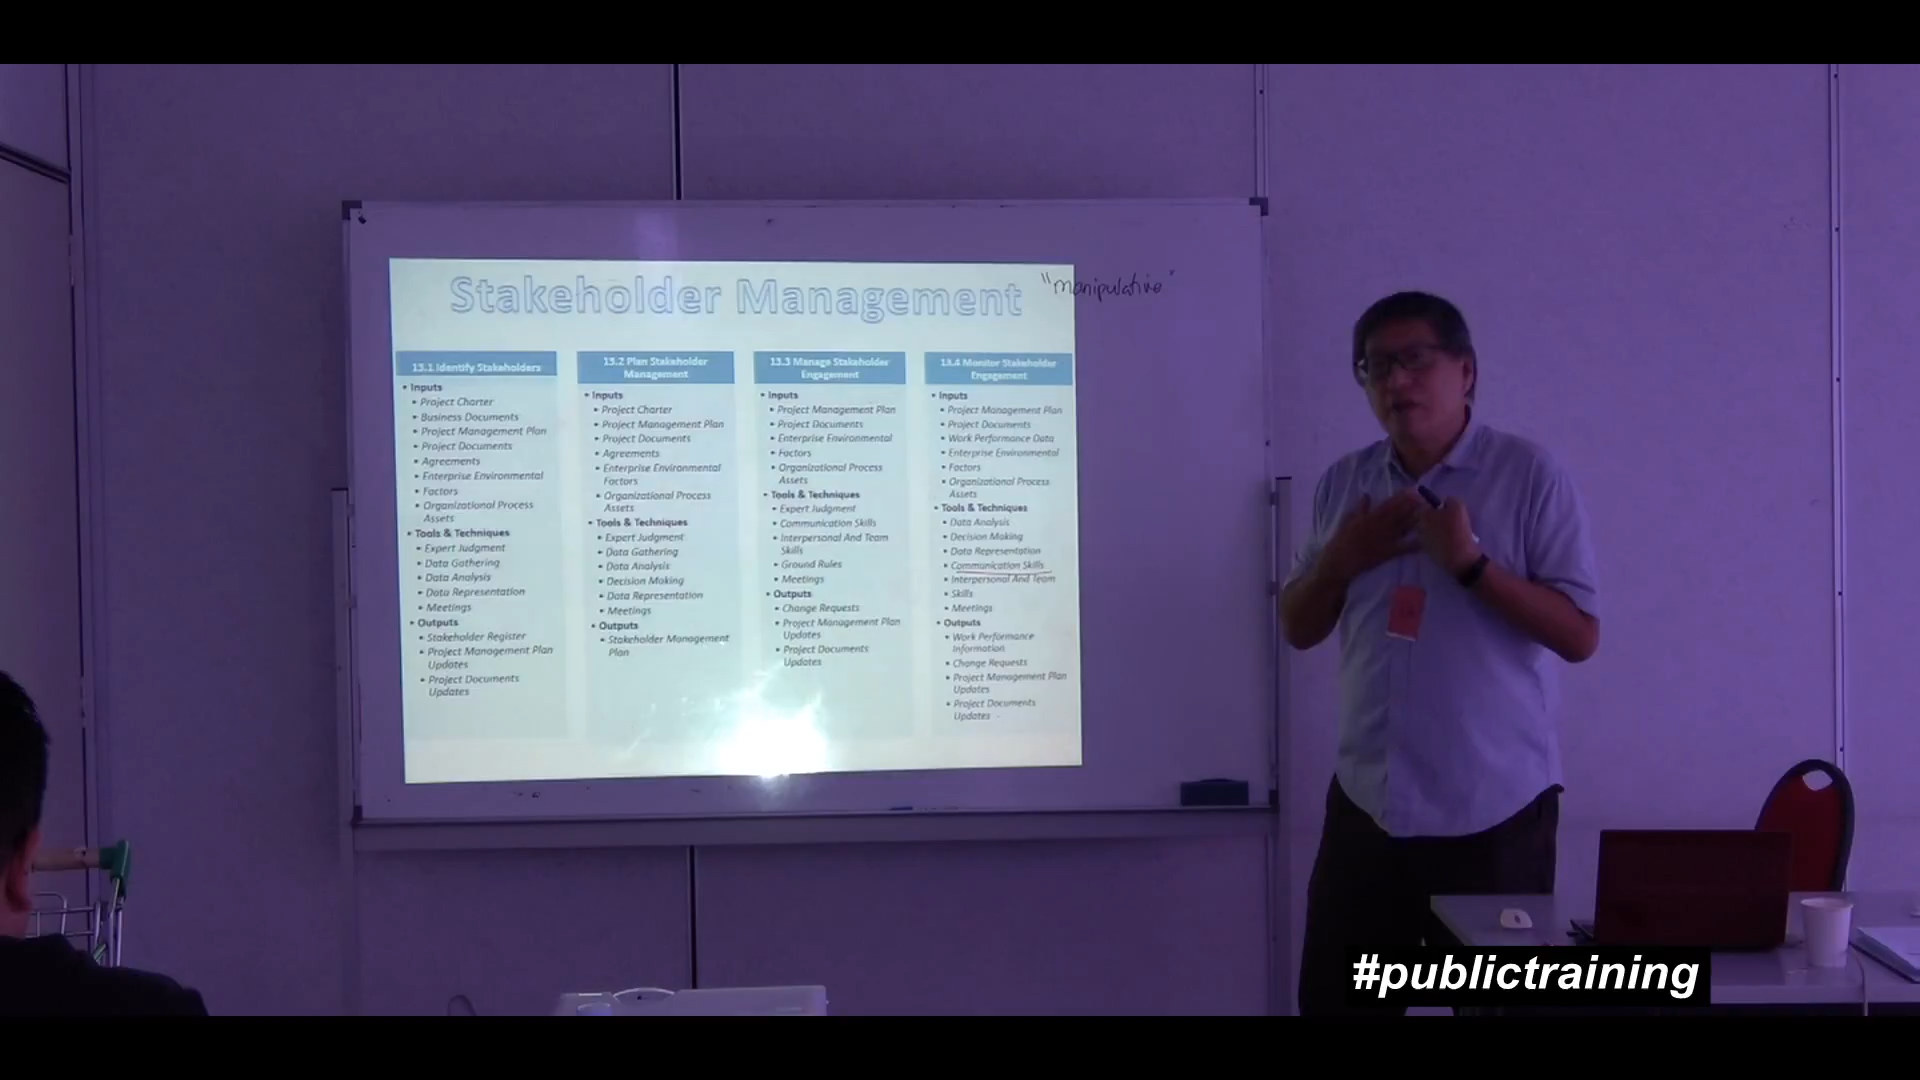 Stakeholder Management
"manipulative"
13.1 Identify Stakeholders
• Inputs
• Project Charter
• Business Documents
• Project Management Plan
• Project Documents
• Agreements
• Enterprise Environmental
• Factors
• Organizational Process
Assets
• Tools & Techniques
• Expert Judgment
• Data Gathering
• Data Analysis
• Data Representation
• Meetings
• Outputs
• Stakeholder Register
• Project Management Plan
Updates
• Project Documents
Updates
13.2 Plan Stakeholder
Management
• Inputs
• Project Charter
• Project Management Plan
• Project Documents
• Agreements
• Enterprise Environmental
Factors
• Organizational Process
Assets
• Tools & Techniques
• Expert Judgment
• Data Gathering
• Data Analysis
• Decision Making
• Data Representation
• Meetings
• Outputs
• Stakeholder Management
Plan
13.3 Manage Stakeholder
Engagement
• Inputs
• Project Management Plan
• Project Documents
• Enterprise Environmental
• Factors
• Organizational Process
Assets
• Tools & Techniques
• Expert Judgment
• Communication Skills
• Interpersonal And Team
Skills
• Ground Rules
• Meetings
• Outputs
• Change Requests
• Project Management Plan
Updates
• Project Documents
Updates
13.4 Monitor Stakeholder
Engagement
• Inputs
• Project Management Plan
• Project Documents
• Work Performance Data
• Enterprise Environmental
• Factors
• Organizational Process
Assets
• Tools & Techniques
• Data Analysis
• Decision Making
• Data Representation
• Communication Skills
• Interpersonal And Team
• Skills
• Meetings
• Outputs
• Work Performance
Information
• Change Requests
• Project Management Plan
Updates
• Project Documents
Updates
#publictraining